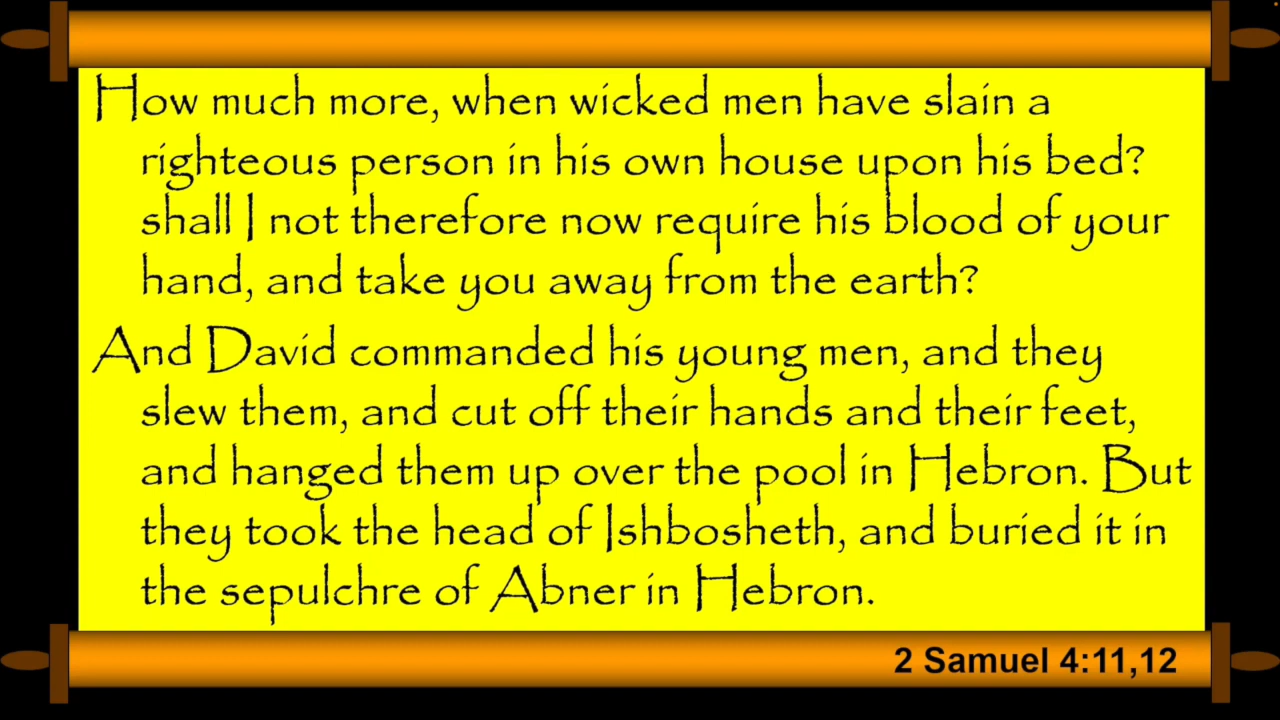 How much more, when wicked men have slain a
righteous person in his own house upon his bed?
shall I not therefore now require his blood of your
hand, and take you away from the earth?
And David commanded his young men, and they
slew them, and cut off their hands and their feet,
and hanged them up over the pool in Hebron. But
they took the head of Ishbosheth, and buried it in
the sepulchre of Abner in Hebron.
2 Samuel 4:11,12